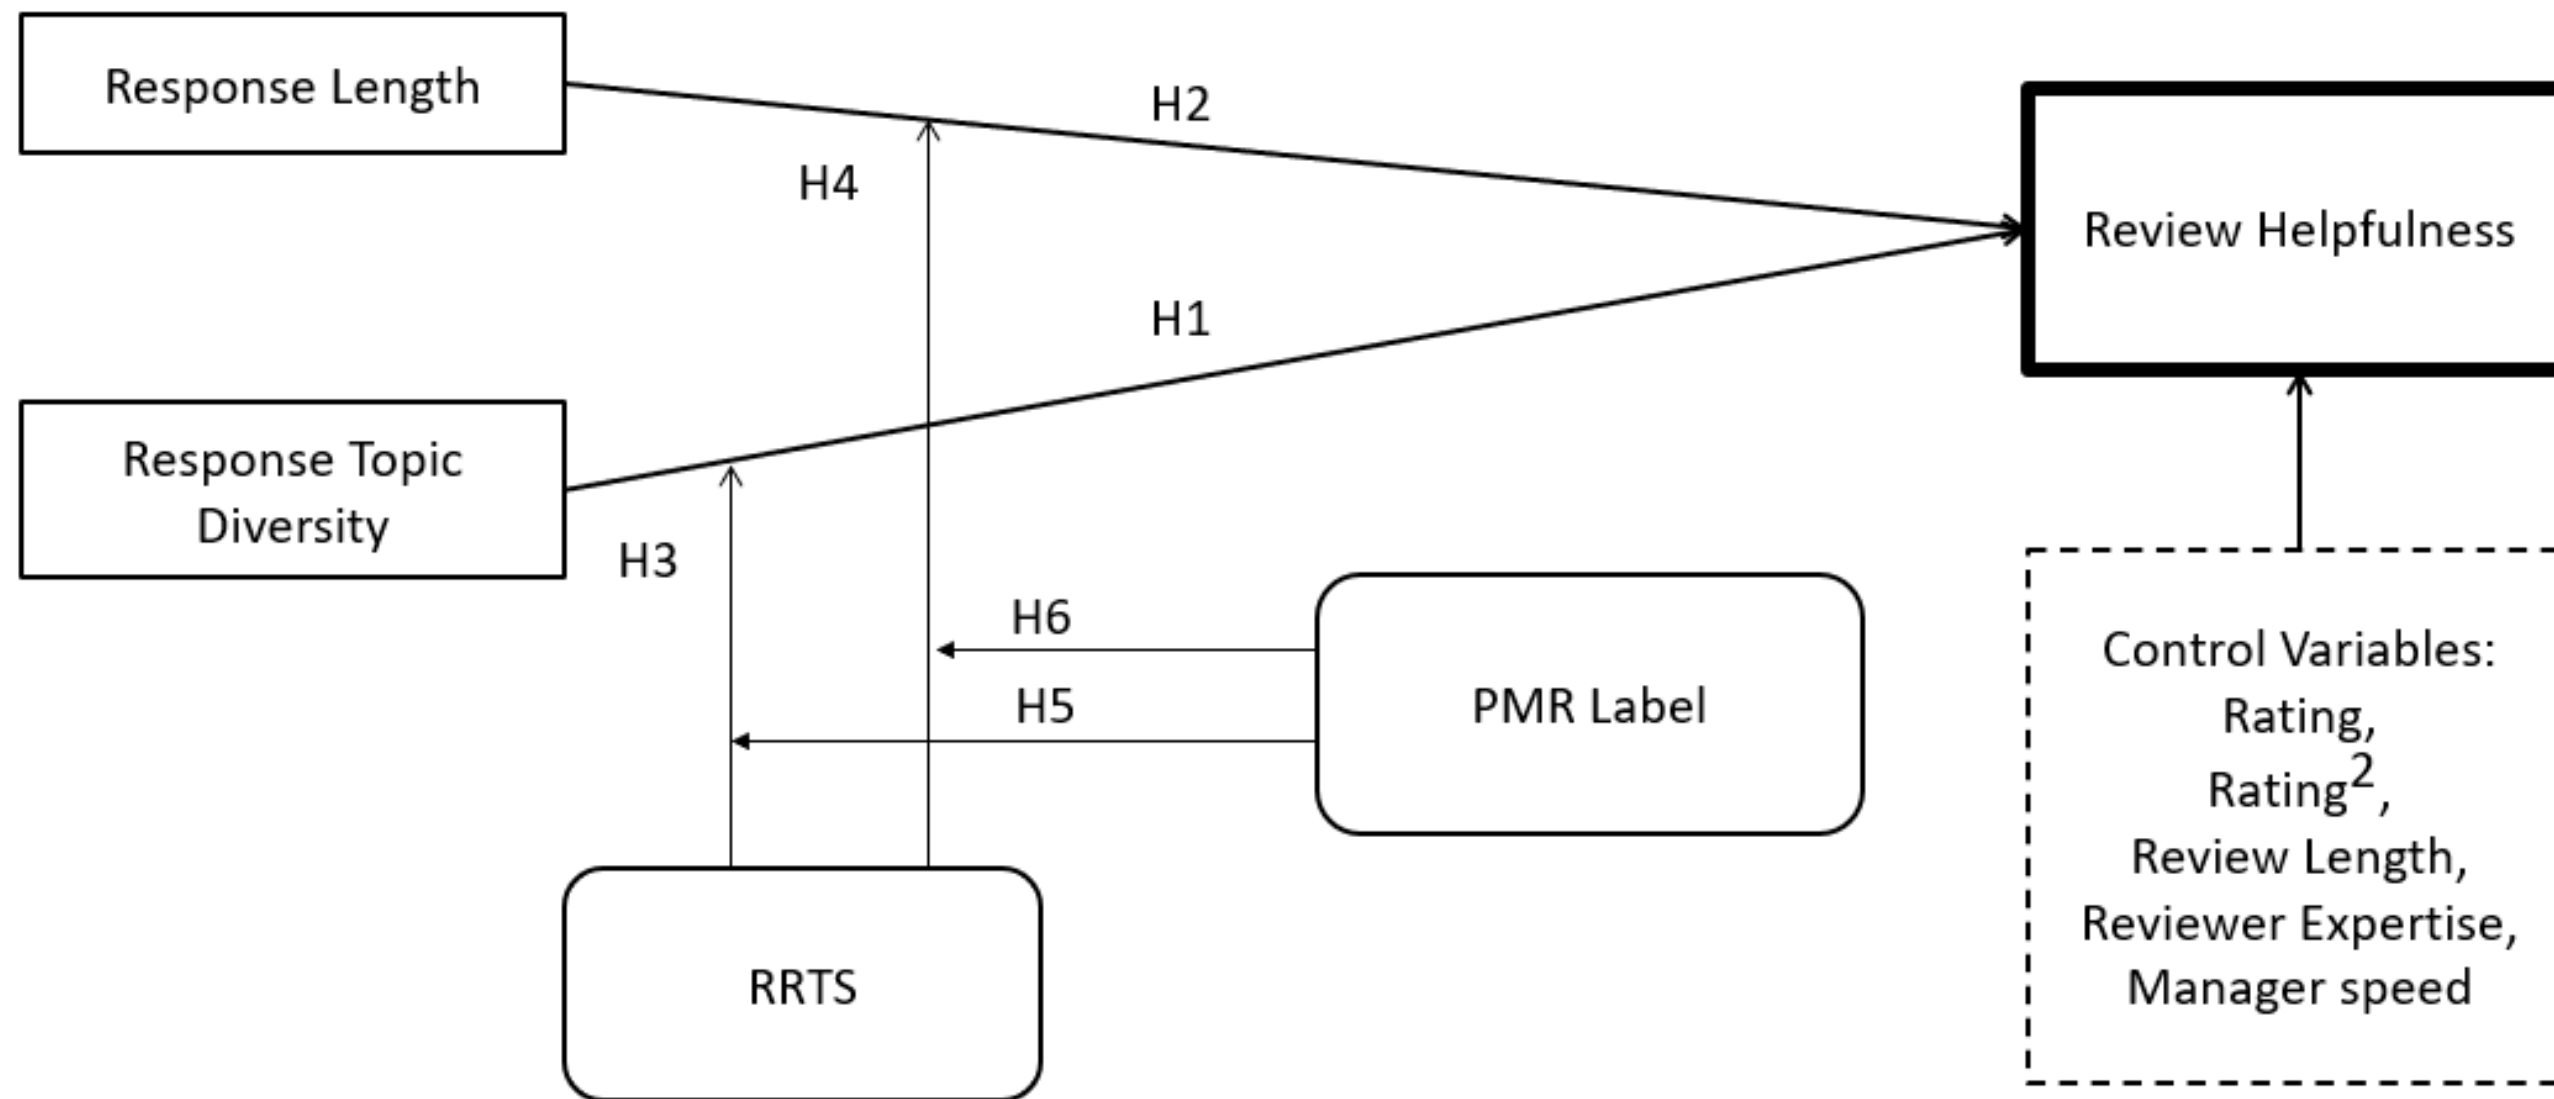 Response Length
H2
H4
Review Helpfulness
H1
Response Topic
Diversity
H3
H6
H5
PMR Label
RRTS
Control Variables:
Rating,
Rating²,
Review Length,
Reviewer Expertise,
Manager speed